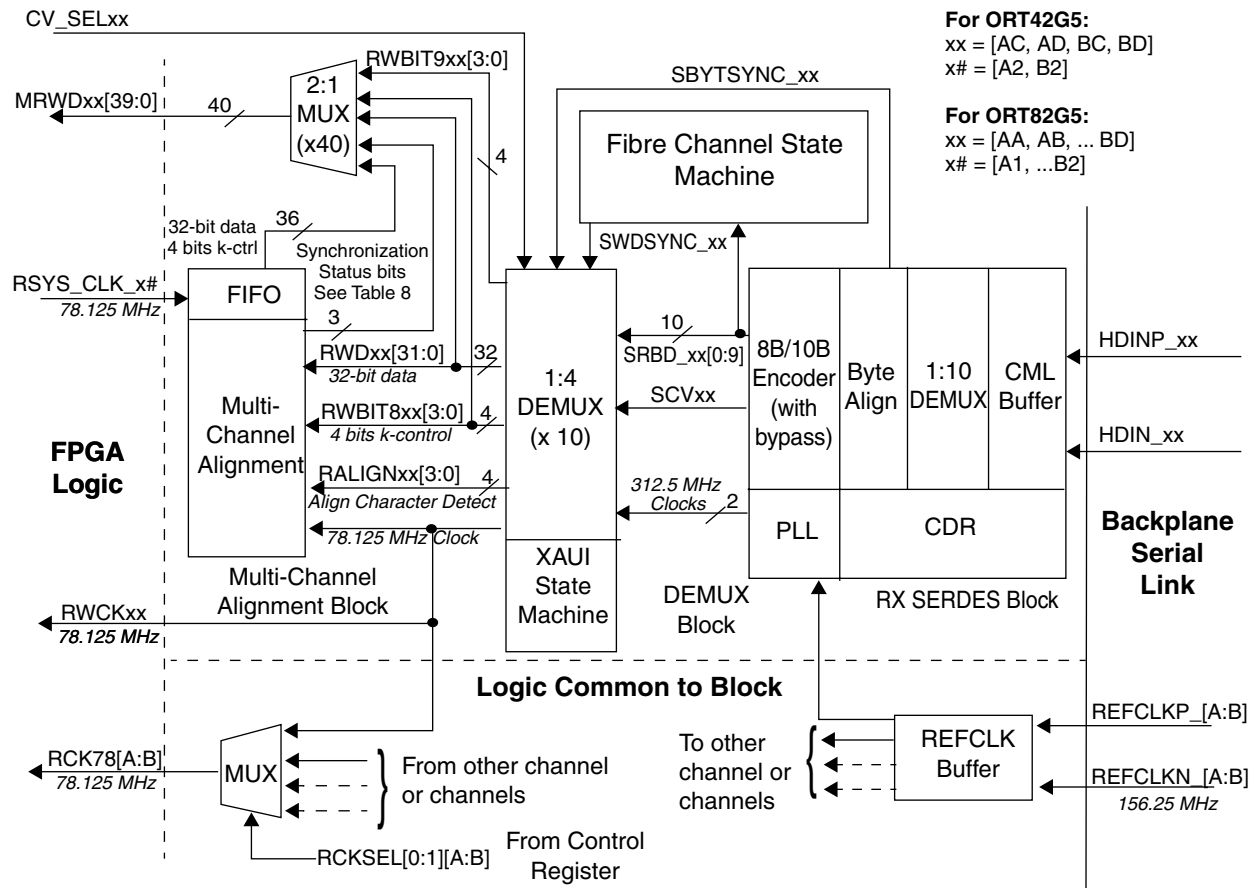 CV_SELxx
For ORT42G5:
xx = [AC, AD, BC, BD]
x# = [A2, B2]
For ORT82G5:
xx = [AA, AB, ... BD]
x# = [A1, ...B2]
RWBIT9xx[3:0]
SBYTSYNC_xx
MRWDxx[39:0]
40
2:1
MUX
(x40)
4
Fibre Channel State
Machine
32-bit data
4 bits k-ctrl
36
Synchronization
Status bits
See Table 8
SWDSYNC_xx
RSYS_CLK_x#
78.125 MHz
FIFO
3
RWDxx[31:0]
32
32-bit data
10
SRBD_xx[0:9]
HDINP_xx
Multi-
Channel
Alignment
1:4
DEMUX
(x 10)
SCVxx
8B/10B
Encoder
(with
bypass)
Byte
Align
1:10
DEMUX
CML
Buffer
RWBIT8xx[3:0]
4
4 bits k-control
HDIN_xx
FPGA
Logic
RALIGNxx[3:0]
4
Align Character Detect
312.5 MHz
Clocks
2
78.125 MHz Clock
PLL
CDR
Backplane
Serial
Link
XAUI
State
Machine
Multi-Channel
Alignment Block
DEMUX
Block
RX SERDES Block
RWCKxx
78.125 MHz
Logic Common to Block
REFCLKP_[A:B]
RCK78[A:B]
78.125 MHz
MUX
From other channel
or channels
To other
channel or
channels
REFCLK
Buffer
REFCLKN_[A:B]
156.25 MHz
RCKSEL[0:1][A:B]
From Control
Register